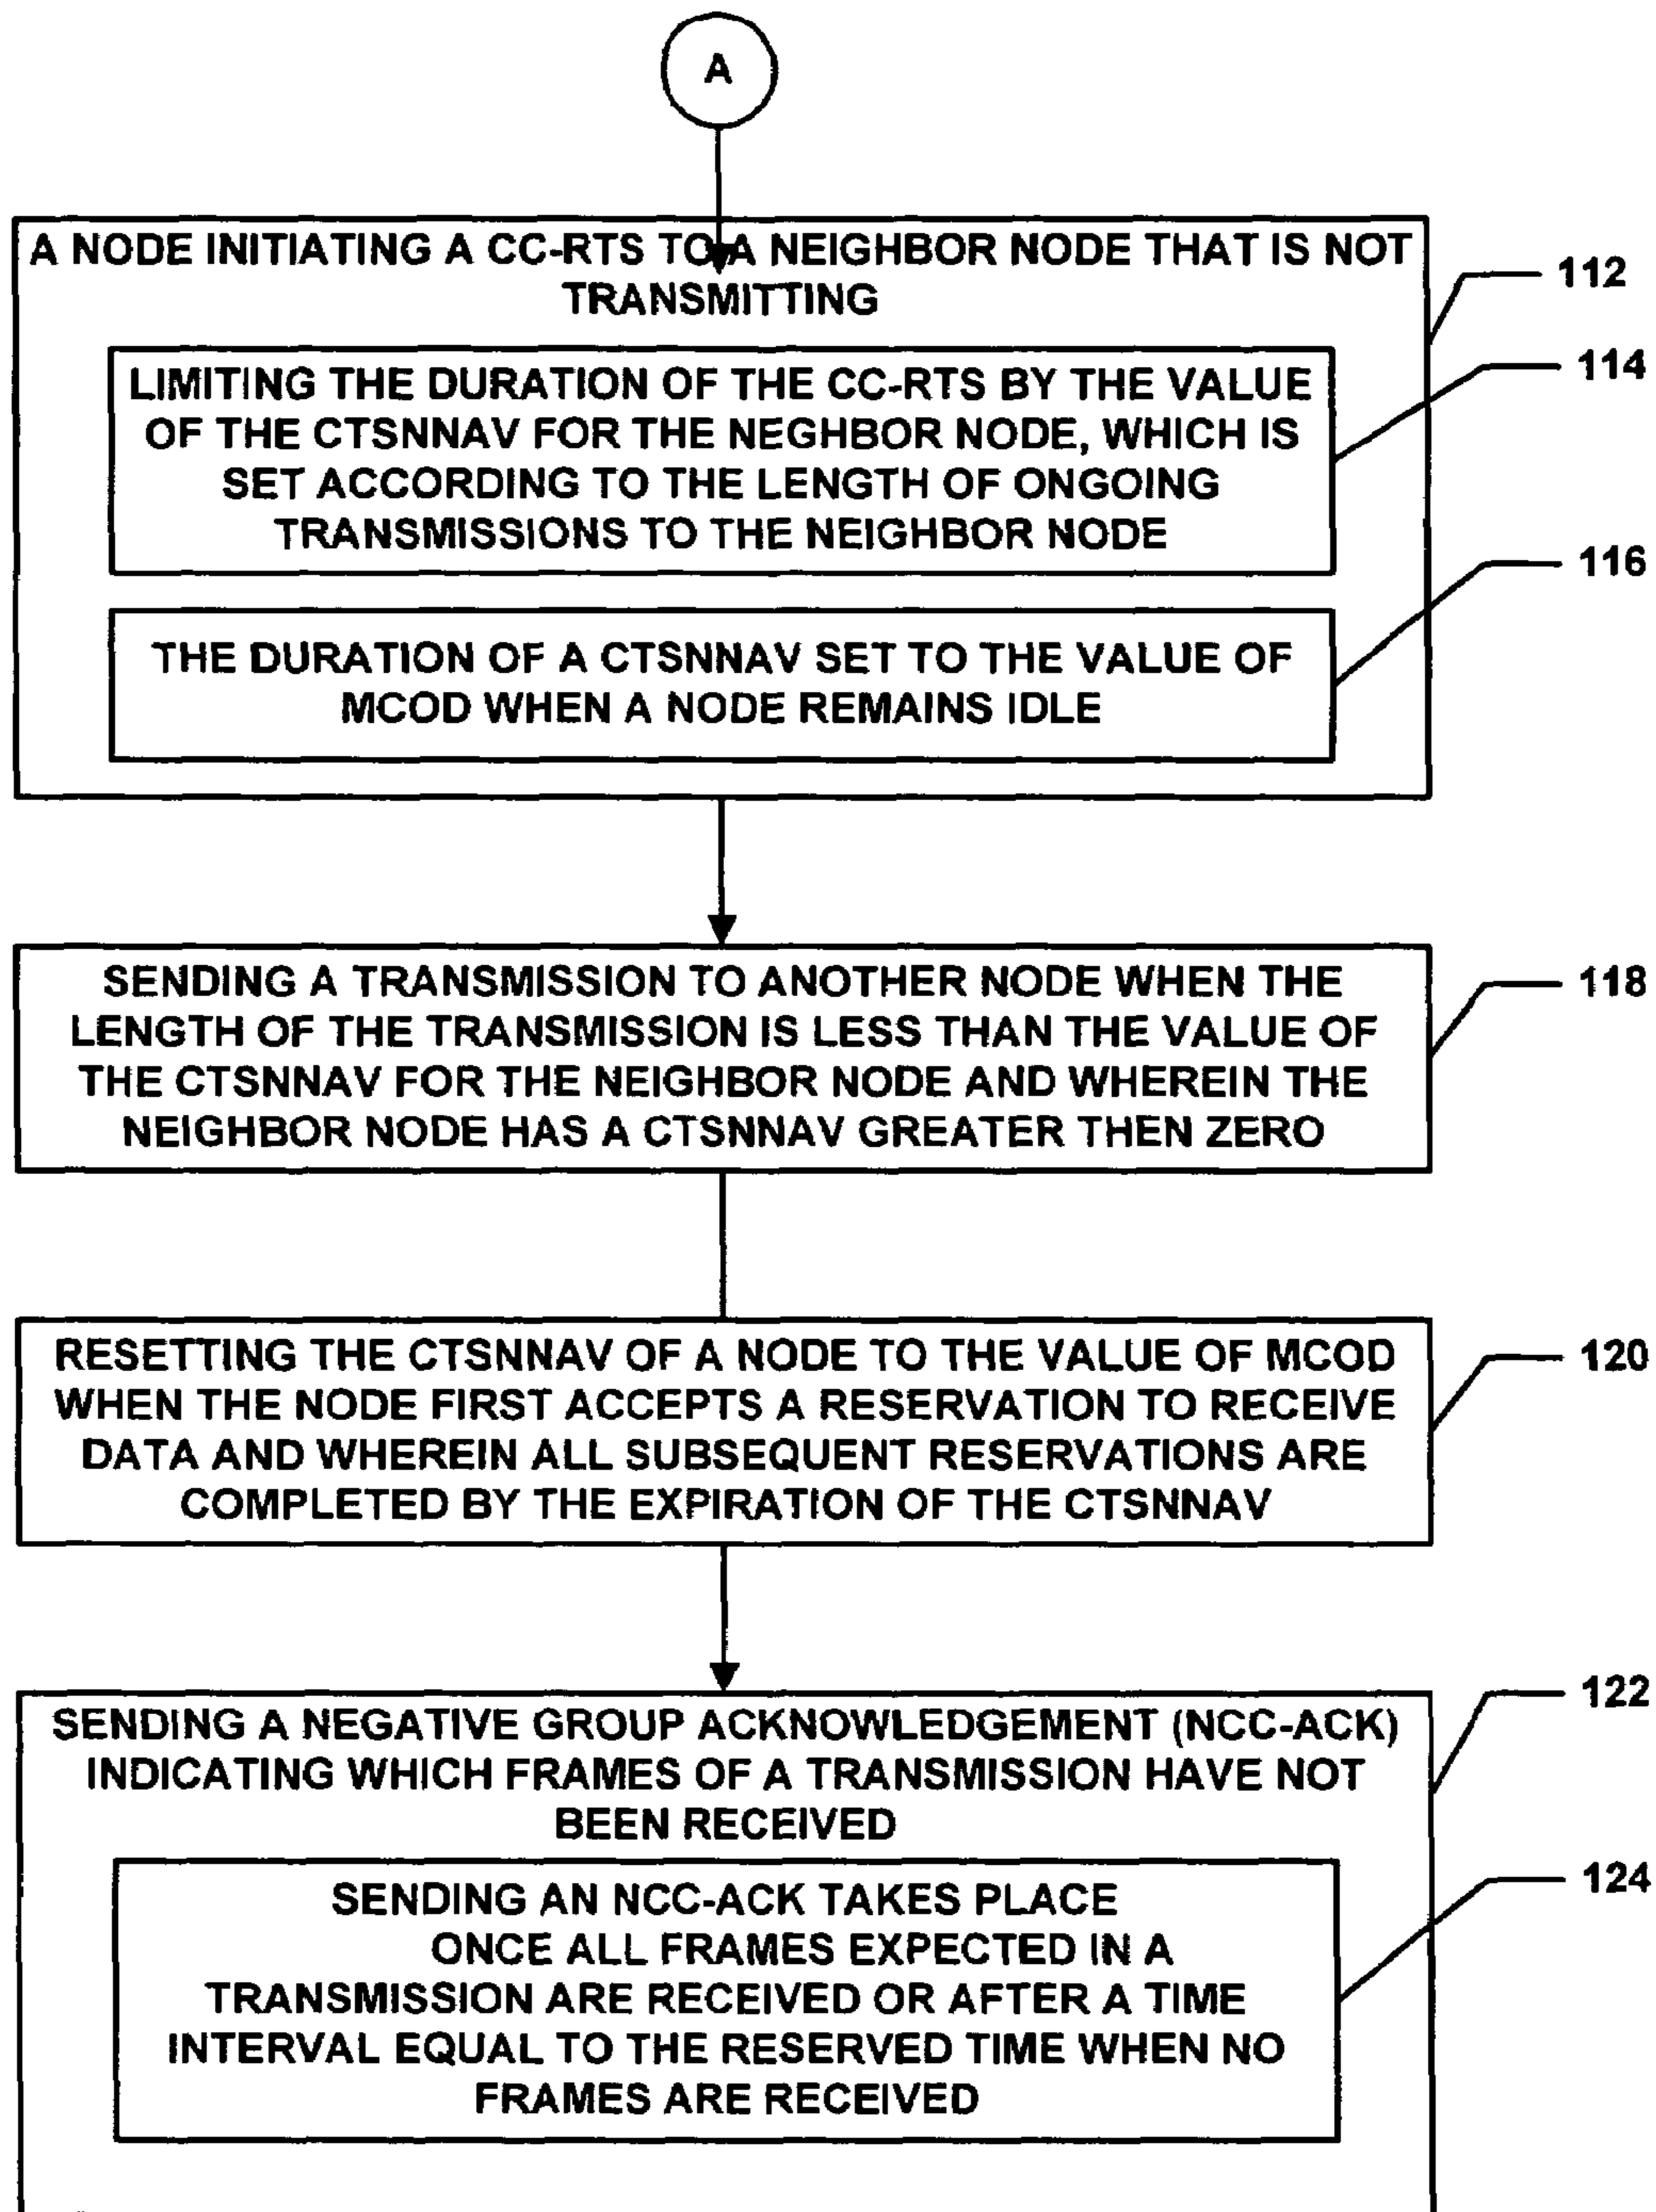 A
A NODE INITIATING A CC-RTS TO A NEIGHBOR NODE THAT IS NOT
TRANSMITTING
112
LIMITING THE DURATION OF THE CC-RTS BY THE VALUE
OF THE CTSNNAV FOR THE NEGHBOR NODE, WHICH IS
SET ACCORDING TO THE LENGTH OF ONGOING
TRANSMISSIONS TO THE NEIGHBOR NODE
114
THE DURATION OF A CTSNNAV SET TO THE VALUE OF
MCOD WHEN A NODE REMAINS IDLE
116
SENDING A TRANSMISSION TO ANOTHER NODE WHEN THE
LENGTH OF THE TRANSMISSION IS LESS THAN THE VALUE OF
THE CTSNNAV FOR THE NEIGHBOR NODE AND WHEREIN THE
NEIGHBOR NODE HAS A CTSNNAV GREATER THEN ZERO
118
RESETTING THE CTSNNAV OF A NODE TO THE VALUE OF MCOD
WHEN THE NODE FIRST ACCEPTS A RESERVATION TO RECEIVE
DATA AND WHEREIN ALL SUBSEQUENT RESERVATIONS ARE
COMPLETED BY THE EXPIRATION OF THE CTSNNAV
120
SENDING A NEGATIVE GROUP ACKNOWLEDGEMENT (NCC-ACK)
INDICATING WHICH FRAMES OF A TRANSMISSION HAVE NOT
BEEN RECEIVED
122
SENDING AN NCC-ACK TAKES PLACE
ONCE ALL FRAMES EXPECTED IN A
TRANSMISSION ARE RECEIVED OR AFTER A TIME
INTERVAL EQUAL TO THE RESERVED TIME WHEN NO
FRAMES ARE RECEIVED
124